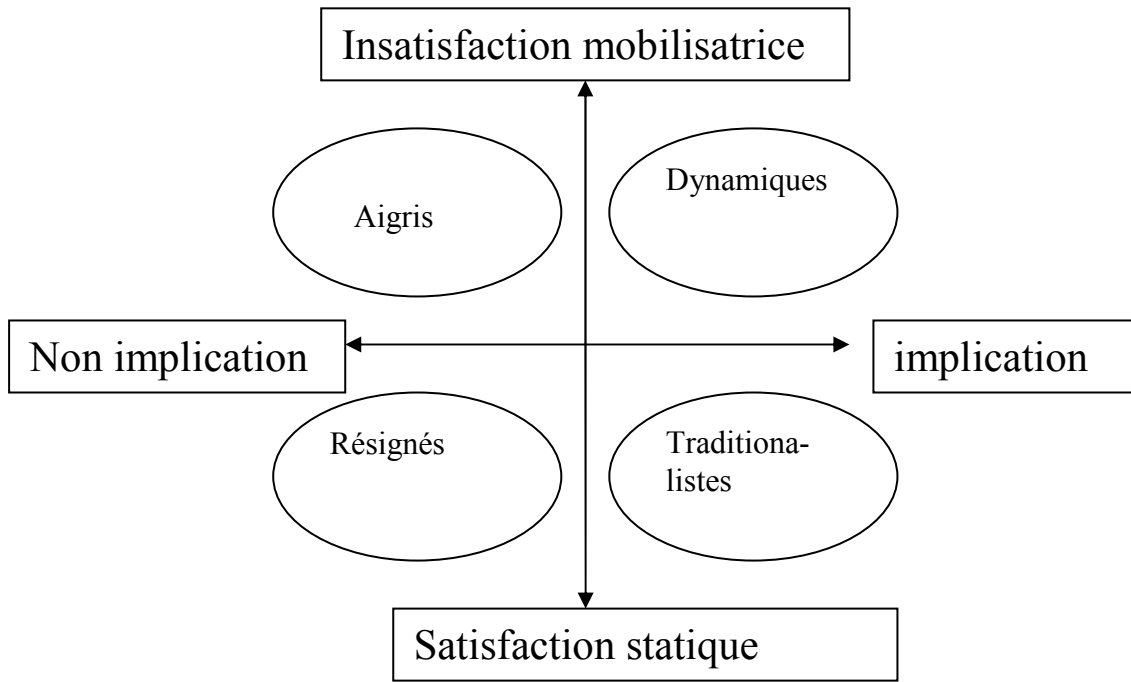 Insatisfaction mobilisatrice
Dynamiques
Aigris
Non implication
implication
Résignés
Traditiona-
listes
Satisfaction statique